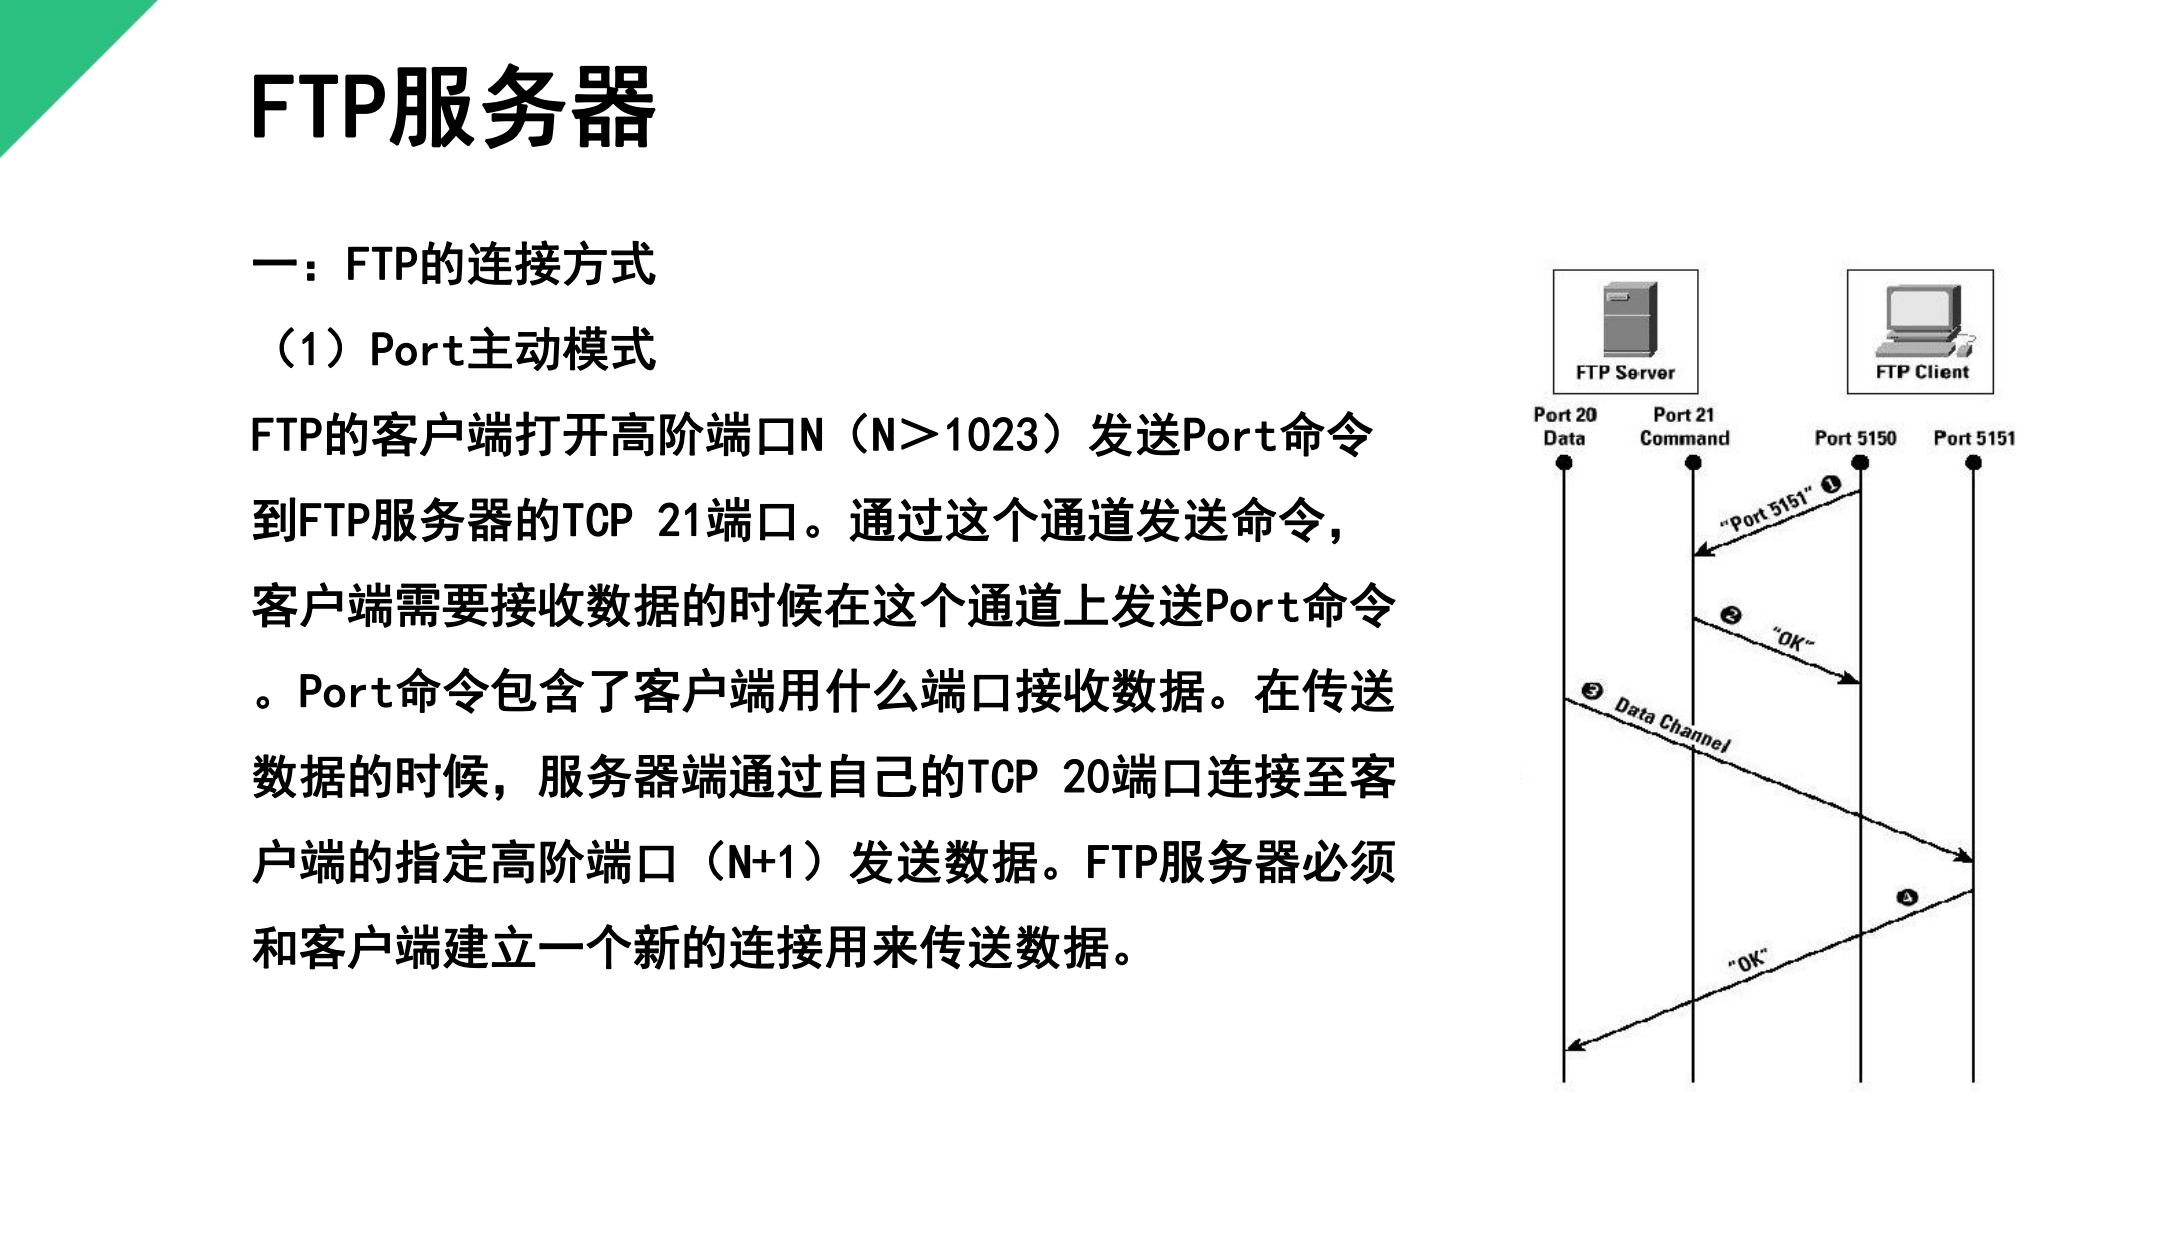 FTP服务器
一：FTP的连接方式
（1）Port主动模式
FTP的客户端打开高阶端口N（N＞1023）发送Port命令
到FTP服务器的TCP 21端口。通过这个通道发送命令，
客户端需要接收数据的时候在这个通道上发送Port命令
。Port命令包含了客户端用什么端口接收数据。在传送
数据的时候，服务器端通过自己的TCP 20端口连接至客
户端的指定高阶端口（N+1）发送数据。FTP服务器必须
和客户端建立一个新的连接用来传送数据。
FTP Server
FTP Client
Port 20
Data
Port 21
Command
Port 5150
Port 5151
❶
"Port 5151"
❷
"OK"
❸
Data Channel
❹
"OK"